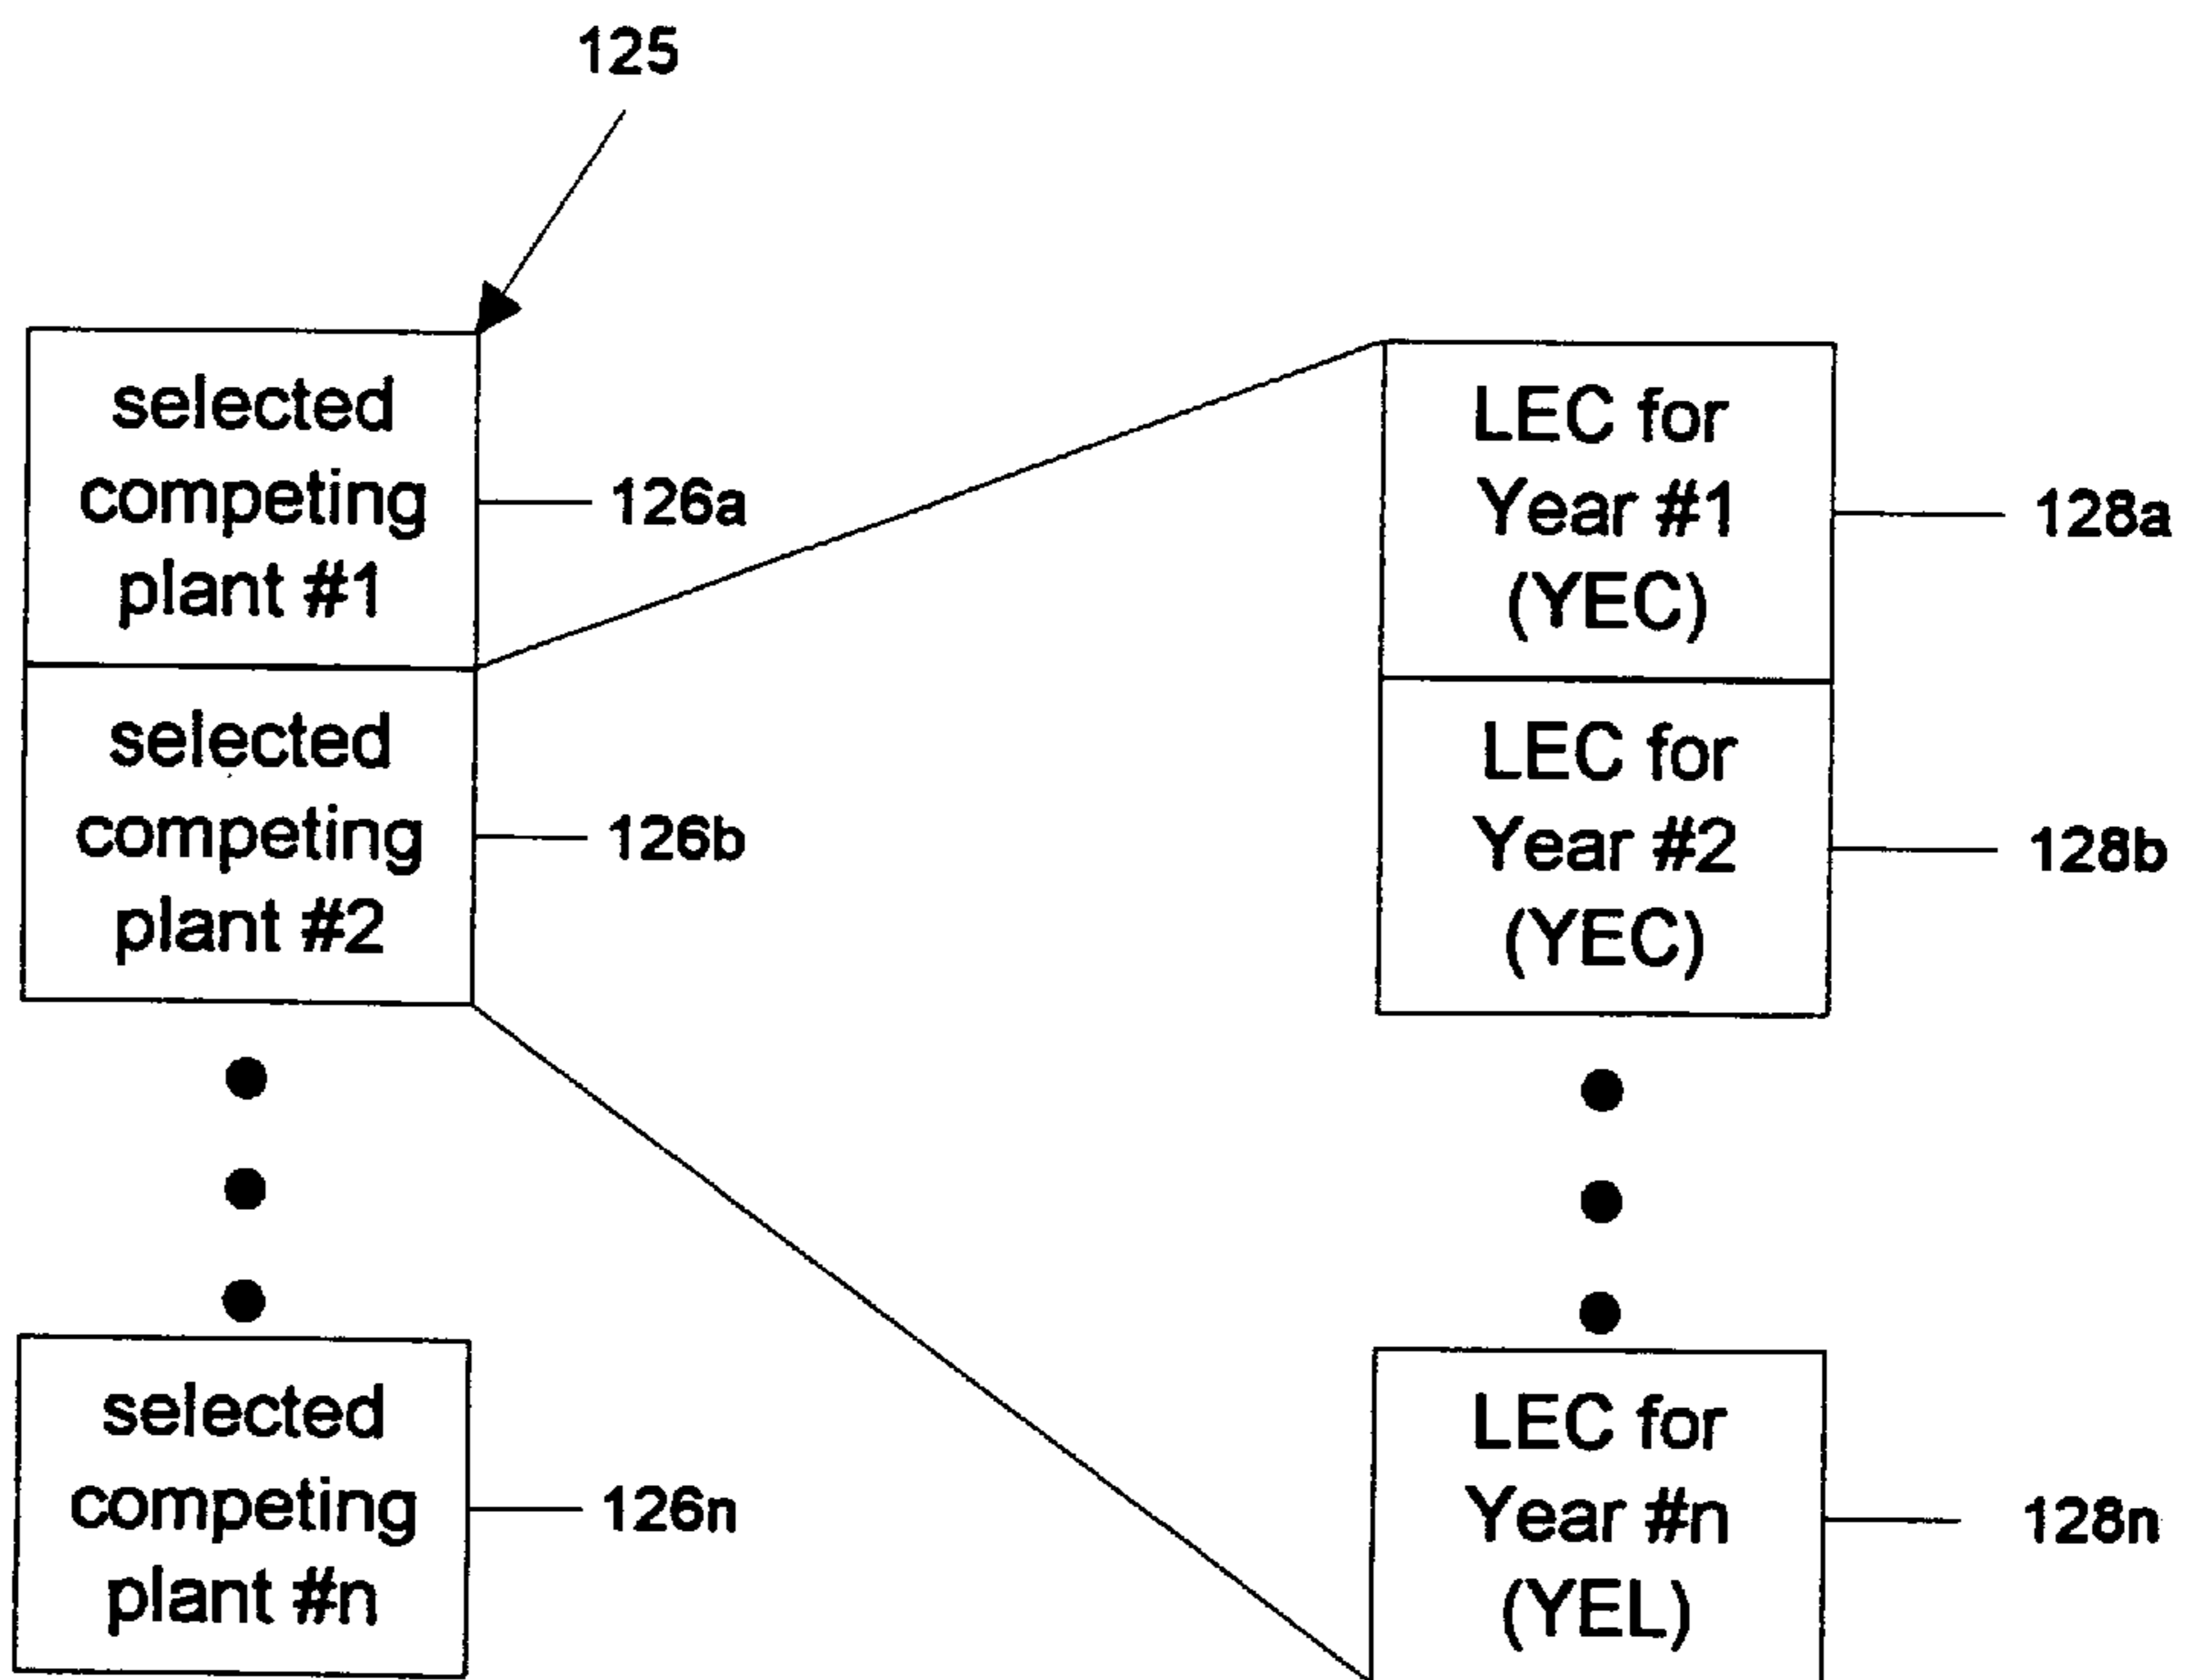 125
selected
competing
plant #1
126a
selected
competing
plant #2
126b
selected
competing
plant #n
126n
LEC for
Year #1
(YEC)
128a
LEC for
Year #2
(YEC)
128b
LEC for
Year #n
(YEL)
128n